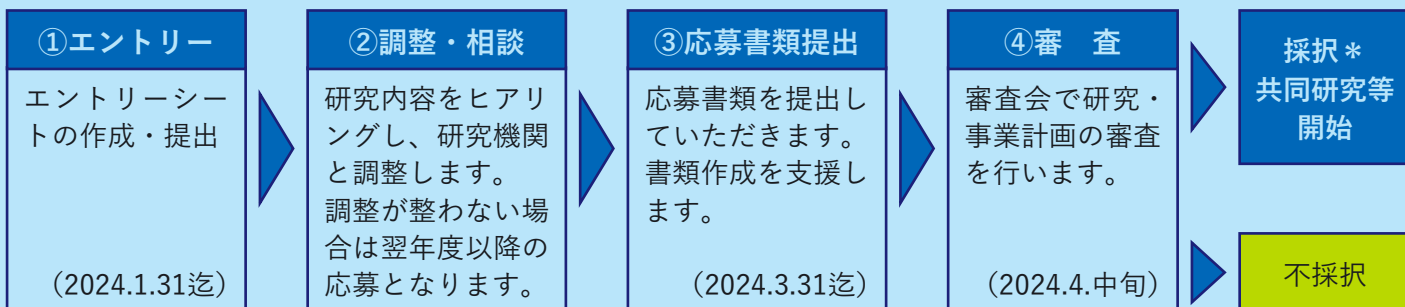 ①エントリー
エントリーシー
トの作成・提出
（2024.1.31迄）
②調整・相談
研究内容をヒアリ
ングし、研究機関
と調整します。
調整が整わない場
合は翌年度以降の
応募となります。
③応募書類提出
応募書類を提出し
ていただきます。
書類作成を支援し
ます。
（2024.3.31迄）
④審　査
審査会で研究・
事業計画の審査
を行います。
（2024.4.中旬）
採択＊
共同研究等
開始
不採択